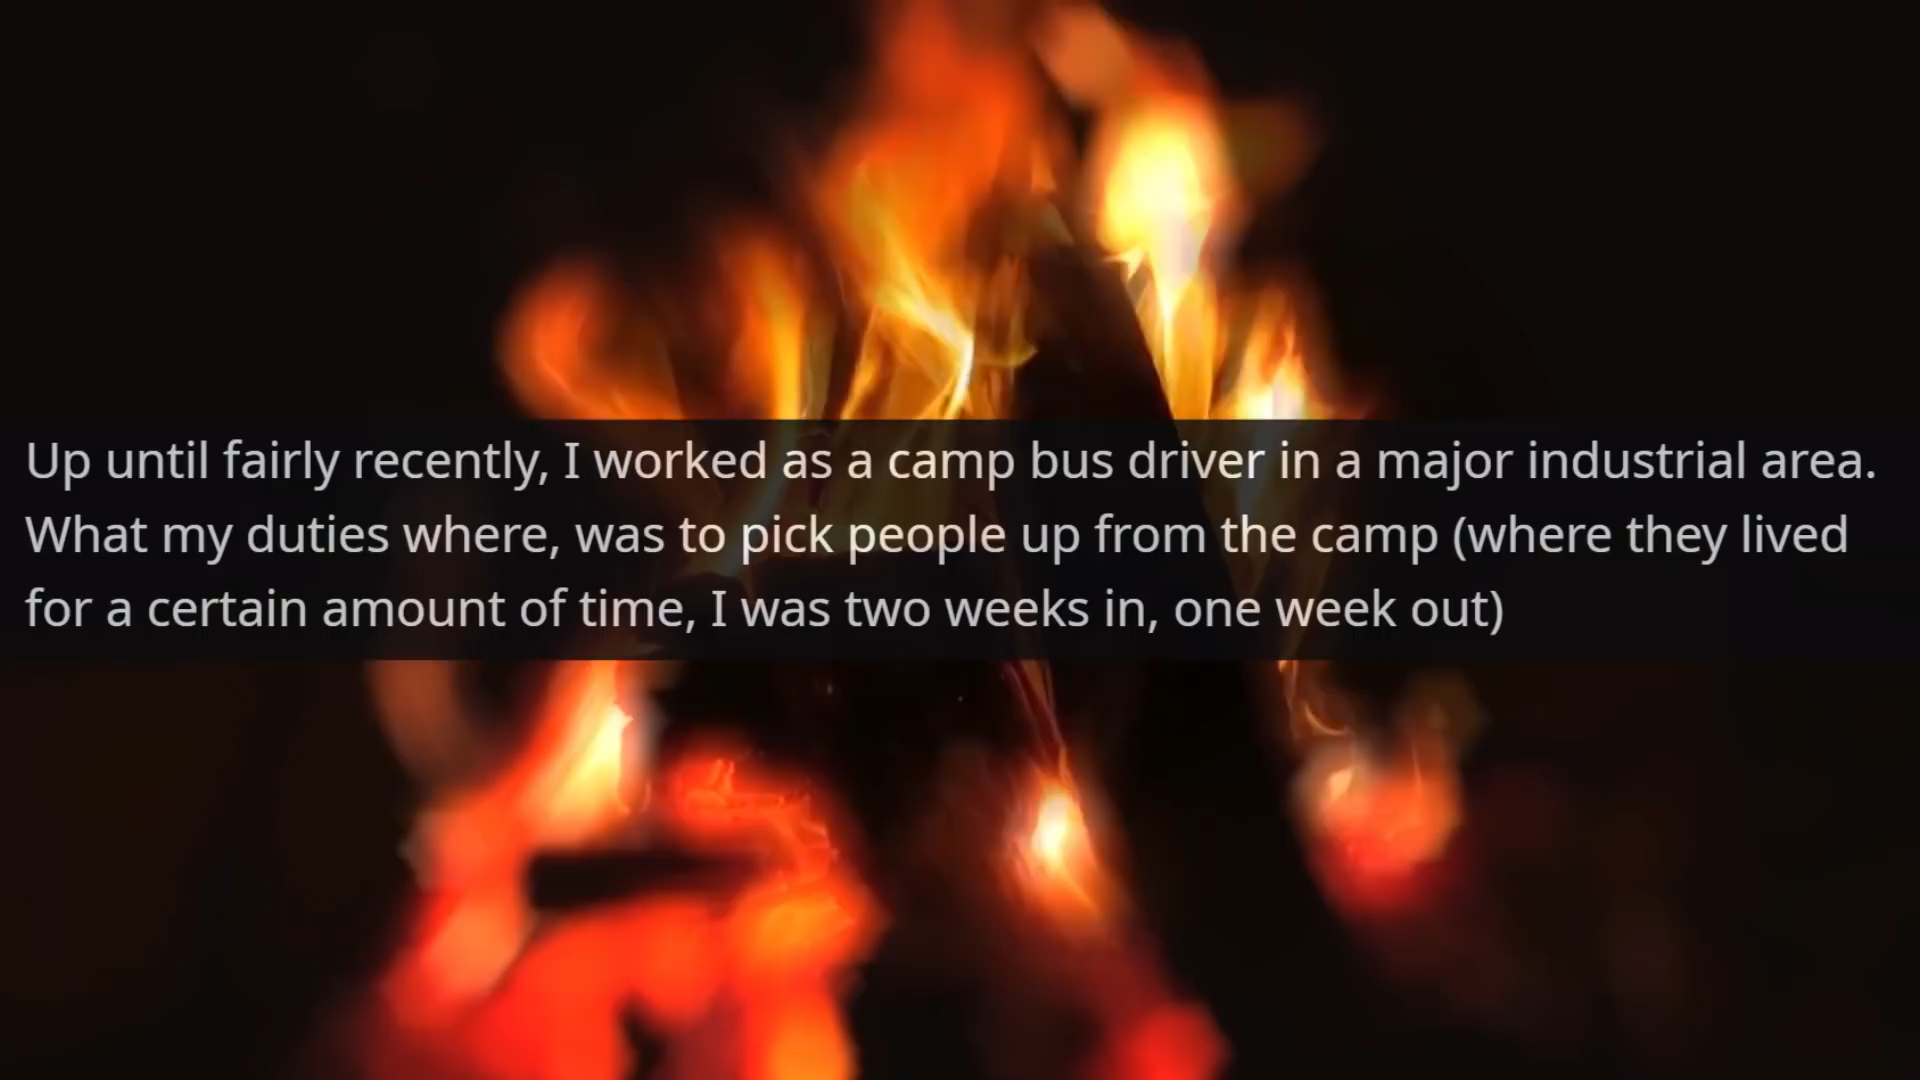 Up until fairly recently, I worked as a camp bus driver in a major industrial area.
What my duties where, was to pick people up from the camp (where they lived
for a certain amount of time, I was two weeks in, one week out)